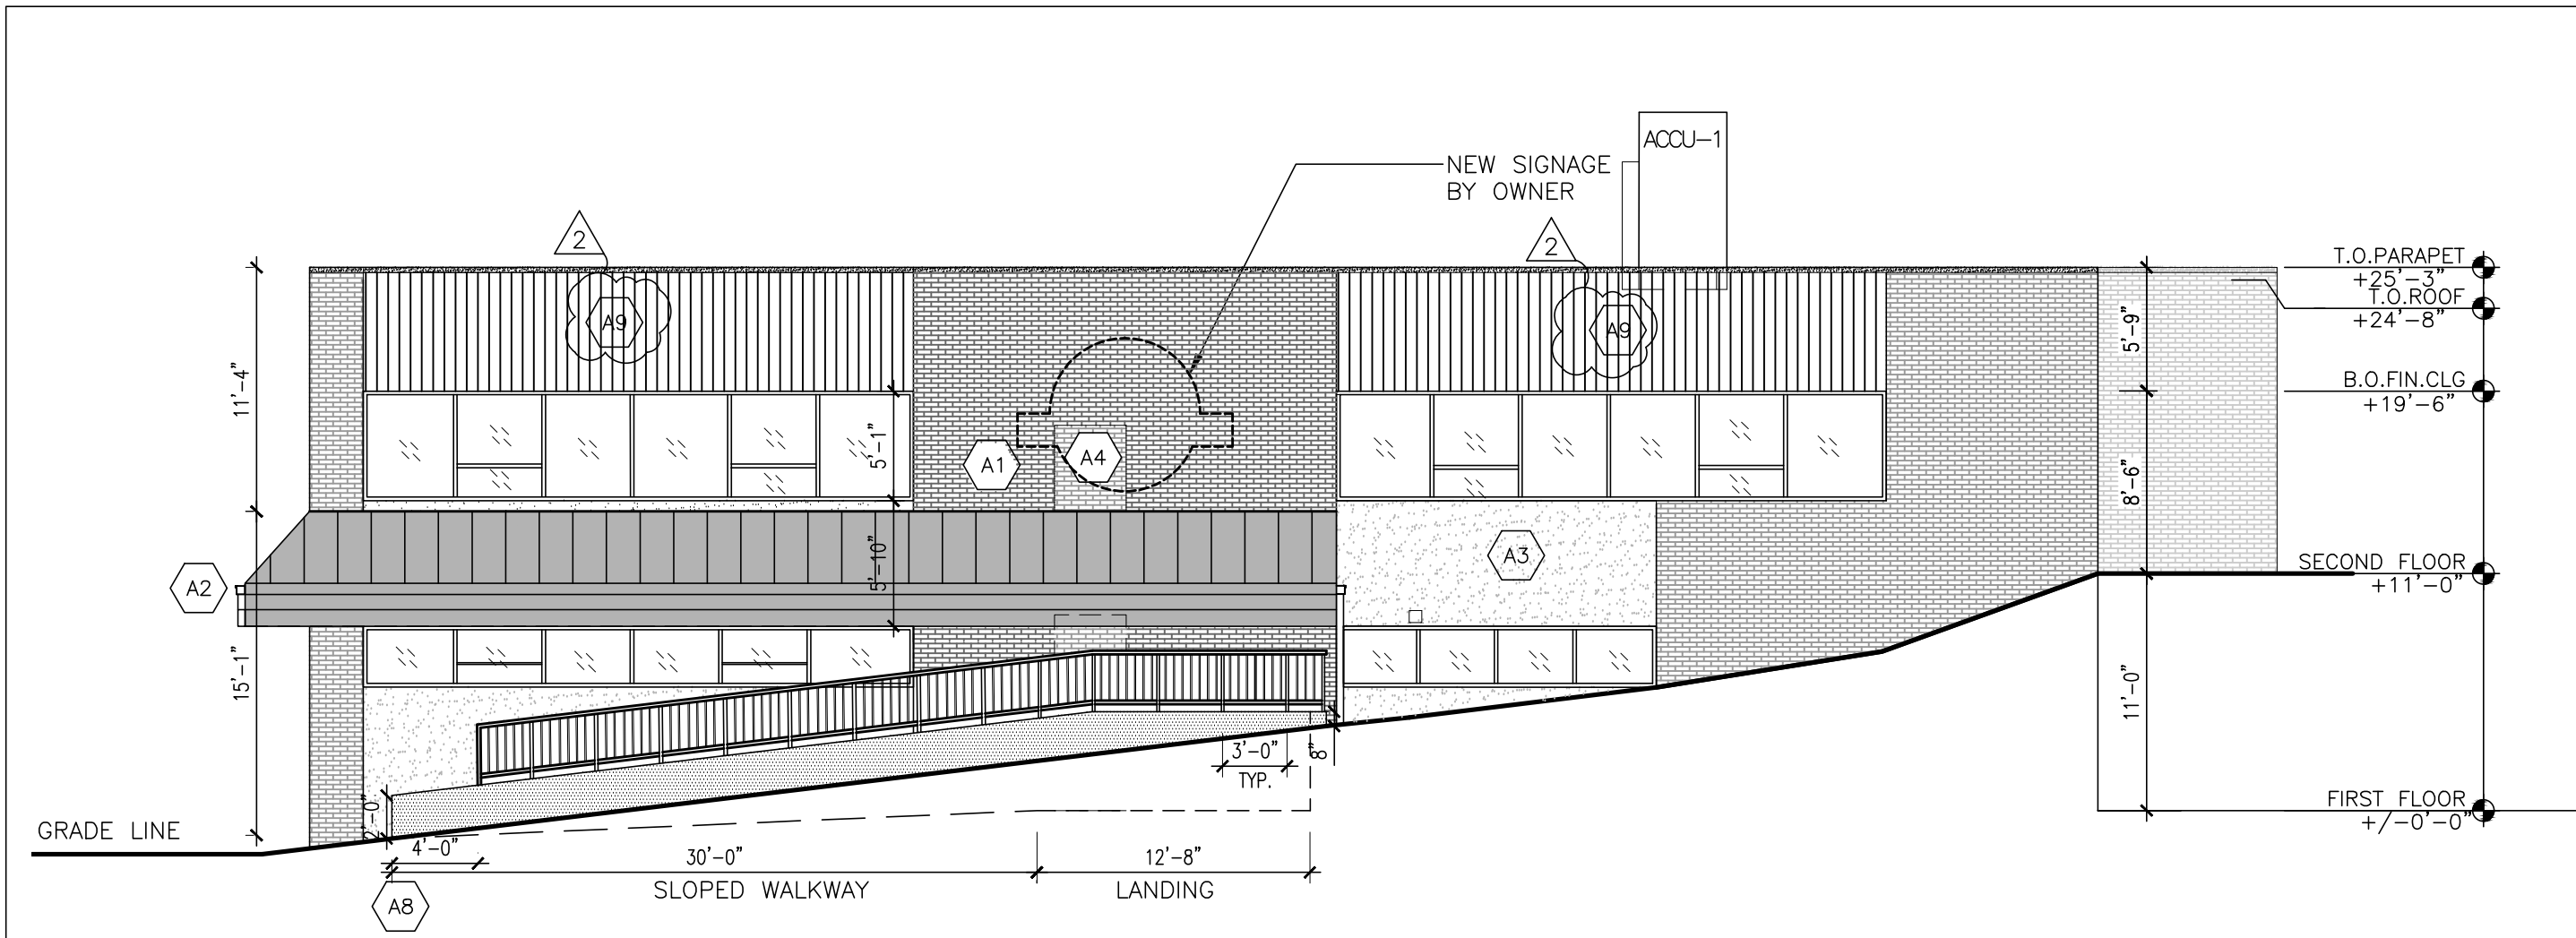 ACCU-1
NEW SIGNAGE
BY OWNER
2
2
T.O.PARAPET
+25'-3"
T.O.ROOF
+24'-8"
A9
A9
5'-9"
11'-4"
B.O.FIN.CLG
+19'-6"
5'-1"
A1
A4
8'-6"
5'-10"
A3
SECOND FLOOR
+11'-0"
A2
15'-1"
11'-0"
3'-0"
TYP.
8"
2'-0"
FIRST FLOOR
+/-0'-0"
GRADE LINE
4'-0"
30'-0"
12'-8"
SLOPED WALKWAY
LANDING
A8